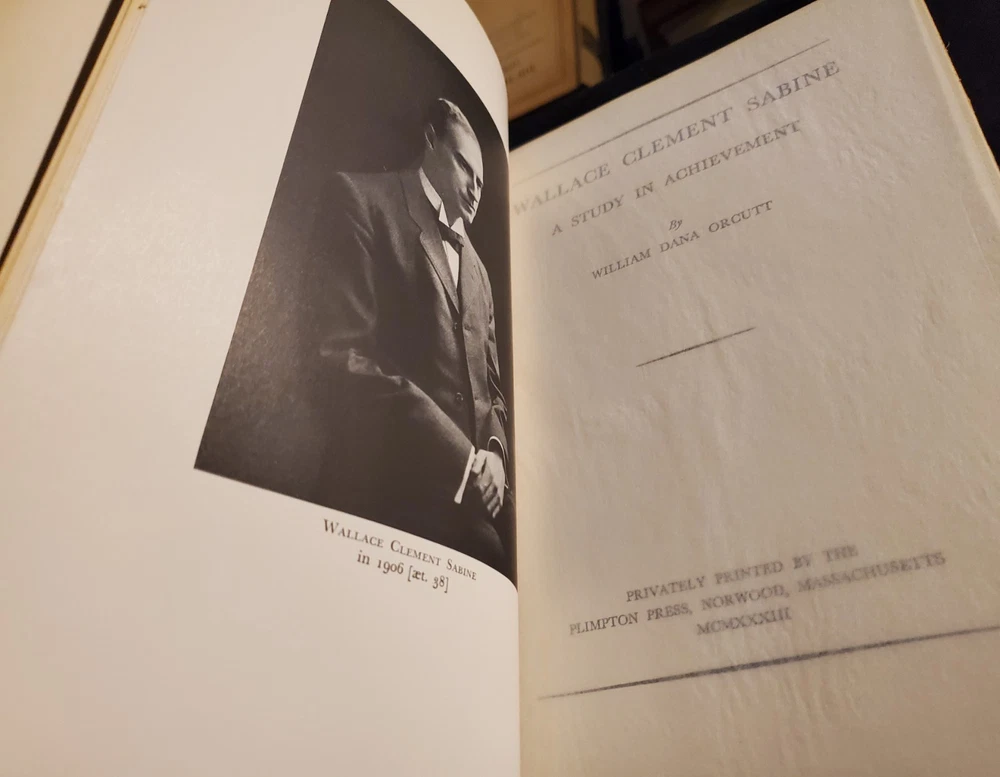 WALLACE CLEMENT SABINE
in 1906 [æt. 38]
WALLACE CLEMENT SABINE
A STUDY IN ACHIEVEMENT
By
WILLIAM DANA ORCUTT
PRIVATELY PRINTED BY THE
PLIMPTON PRESS, NORWOOD, MASSACHUSETTS
MCMXXXIII